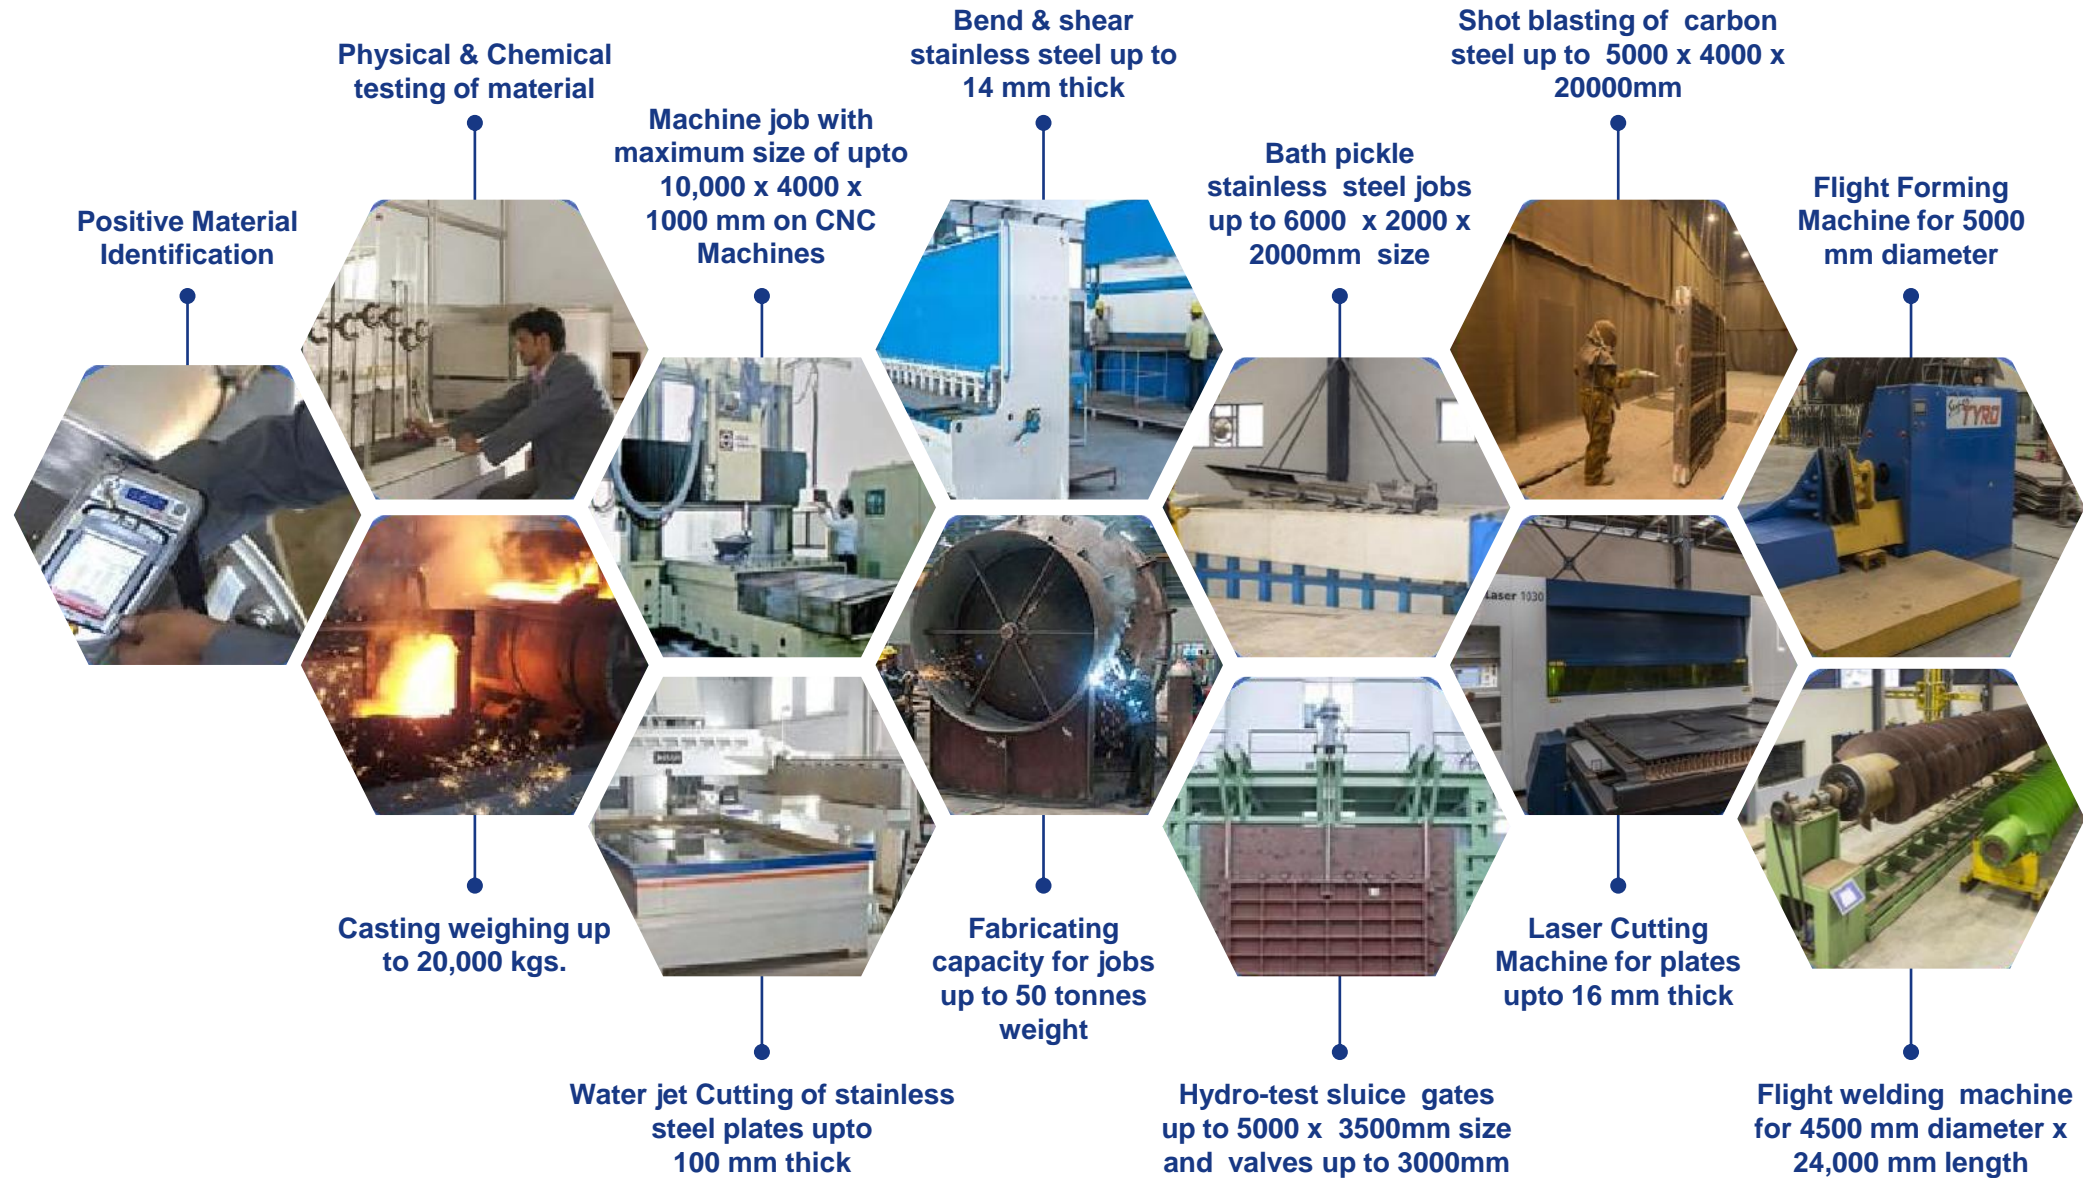 Bend & shear
stainless steel up to
14 mm thick
Shot blasting of carbon
steel up to 5000 x 4000 x
20000mm
Physical & Chemical
testing of material
Machine job with
maximum size of upto
10,000 x 4000 x
1000 mm on CNC
Machines
Bath pickle
stainless steel jobs
up to 6000 x 2000 x
2000mm size
Flight Forming
Machine for 5000
mm diameter
Positive Material
Identification
TYRO
Laser 1030
Casting weighing up
to 20,000 kgs.
Fabricating
capacity for jobs
up to 50 tonnes
weight
Laser Cutting
Machine for plates
upto 16 mm thick
Water jet Cutting of stainless
steel plates upto
100 mm thick
Hydro-test sluice gates
up to 5000 x 3500mm size
and valves up to 3000mm
Flight welding machine
for 4500 mm diameter x
24,000 mm length